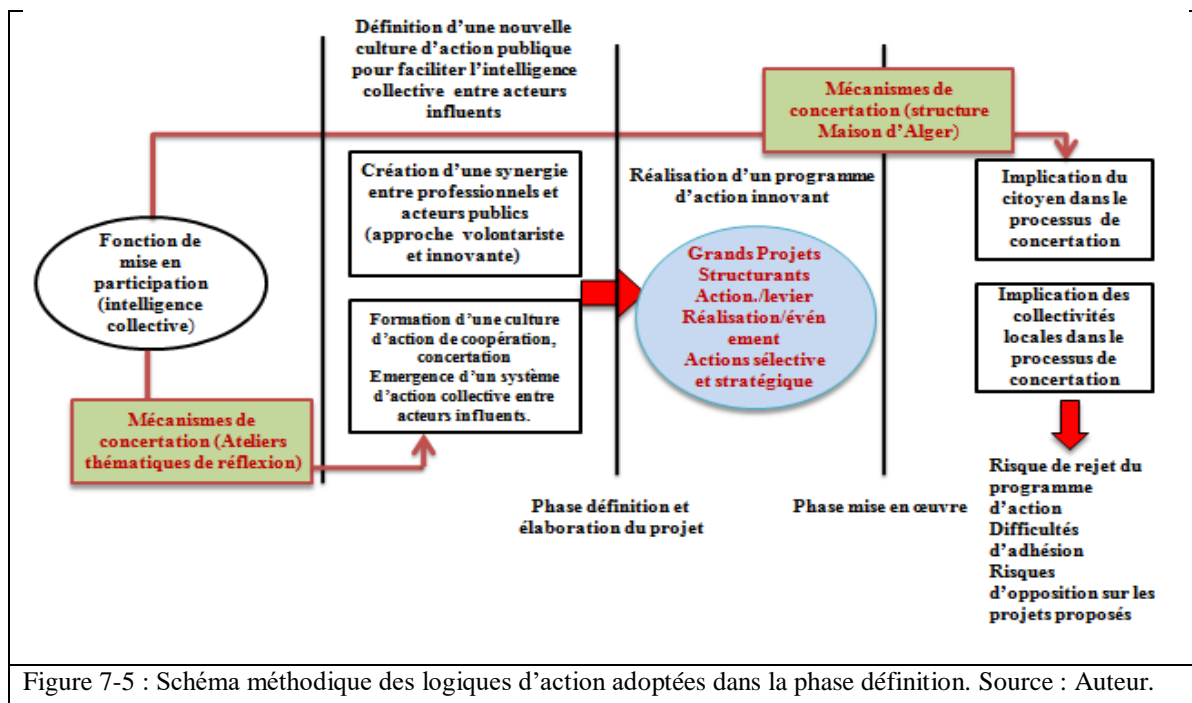 Définition d'une nouvelle
culture d'action publique
pour faciliter l'intelligence
collective entre acteurs
influents
Mécanismes de
concertation (structure
Maison d'Alger)
Création d'une synergie
entre professionnels et
acteurs publics
(approche volontariste
et innovante)
Réalisation d'un programme
d'action innovant
Implication du
citoyen dans le
processus de
concertation
Fonction de
mise en
participation
(intelligence
collective)
Grands Projets
Structurants
Action./levier
Réalisation/évén
ement
Actions sélective
et stratégique
Formation d'une culture
d'action de coopération,
concertation
Emergence d'un système
d'action collective entre
acteurs influents.
Implication des
collectivités
locales dans le
processus de
concertation
Mécanismes de
concertation (Ateliers
thématiques de réflexion)
Phase définition et
élaboration du projet
Phase mise en œuvre
Risque de rejet du
programme
d'action
Difficultés
d'adhésion
Risques
d'opposition sur les
projets proposés
Figure 7-5 : Schéma méthodique des logiques d'action adoptées dans la phase définition. Source : Auteur.